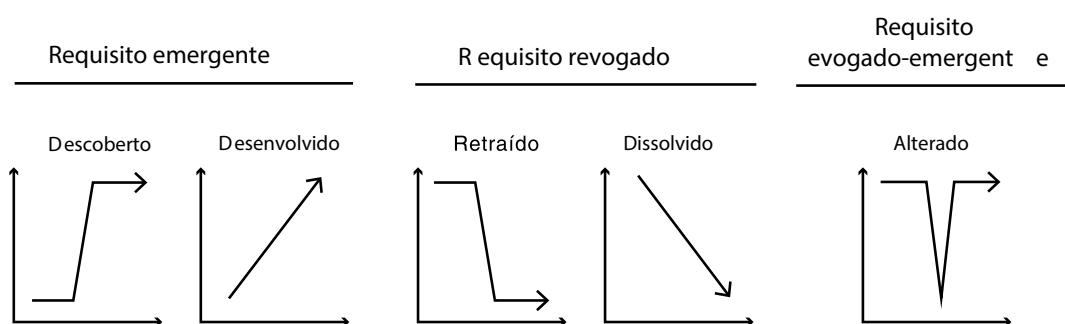 Requisito emergente
R equisito revogado
Requisito
evogado-emergent e
Descoberto
Desenvolvido
Retraído
Dissolvido
Alterado